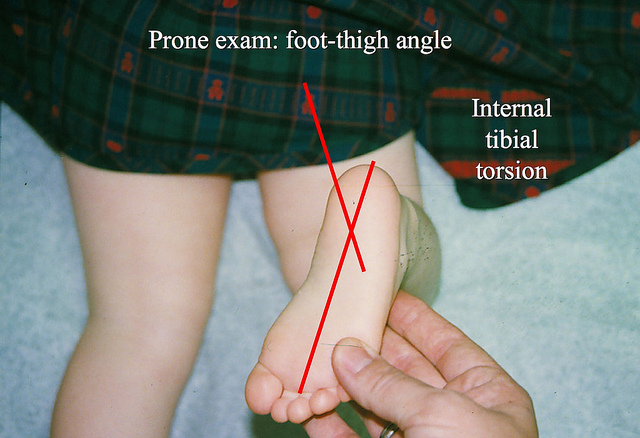 Prone exam: foot-thigh angle
Internal
tibial
torsion